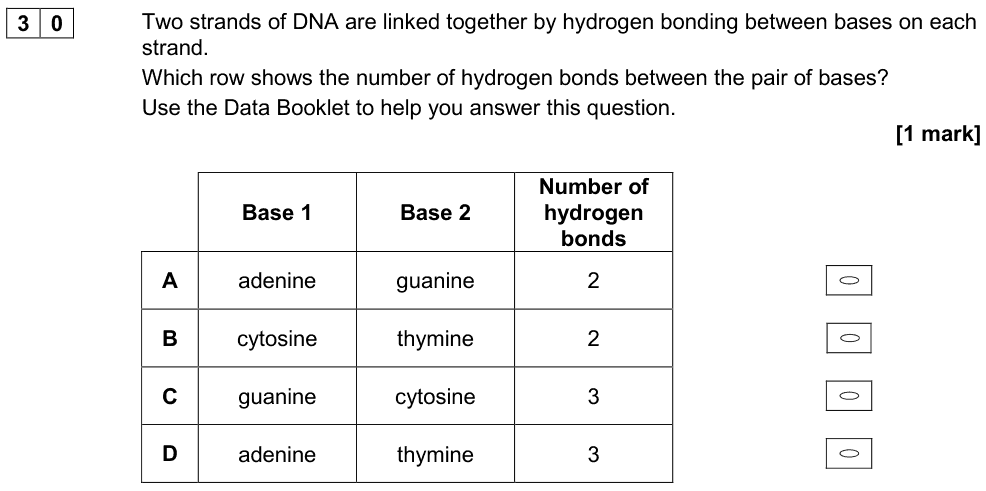 3 0
Two strands of DNA are linked together by hydrogen bonding between bases on each
strand.
Which row shows the number of hydrogen bonds between the pair of bases?
Use the Data Booklet to help you answer this question.
[1 mark]
Base 1 Base 2 Number of
hydrogen
bonds
A adenine guanine 2
B cytosine thymine 2
C guanine cytosine 3
D adenine thymine 3